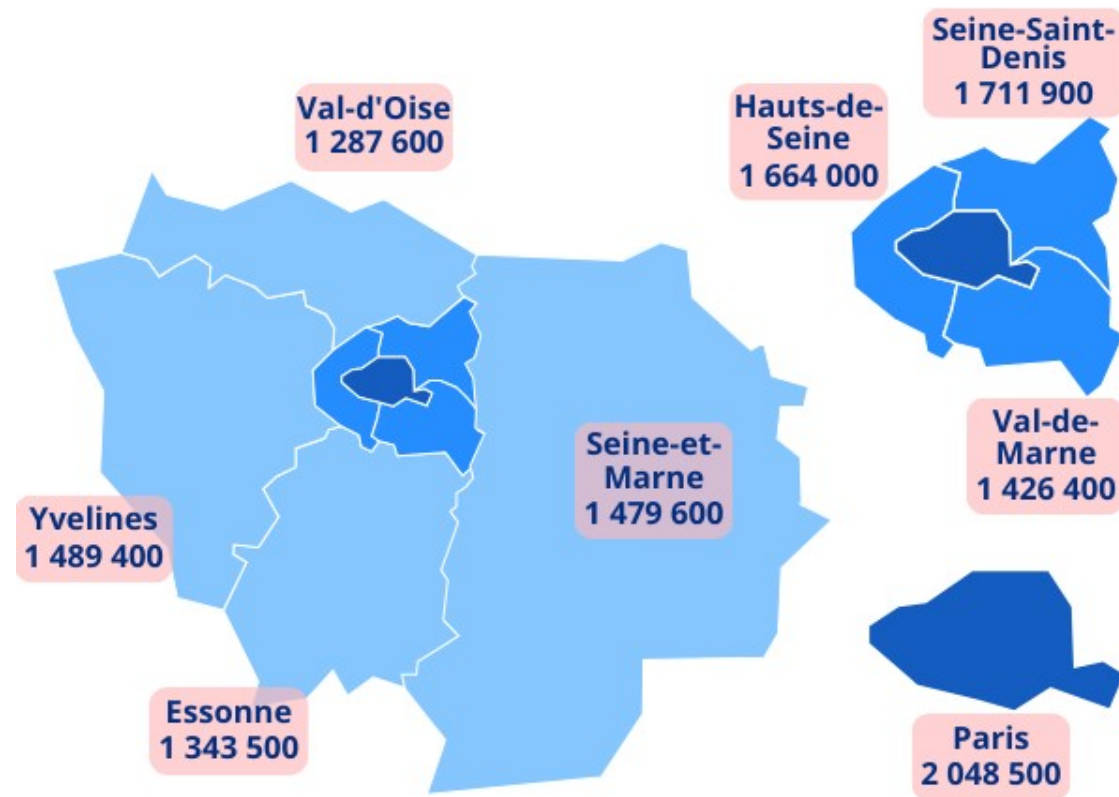 Seine-Saint-
Denis
1 711 900
Val-d'Oise
1 287 600
Hauts-de-
Seine
1 664 000
Seine-et-
Marne
1 479 600
Val-de-
Marne
1 426 400
Yvelines
1 489 400
Essonne
1 343 500
Paris
2 048 500